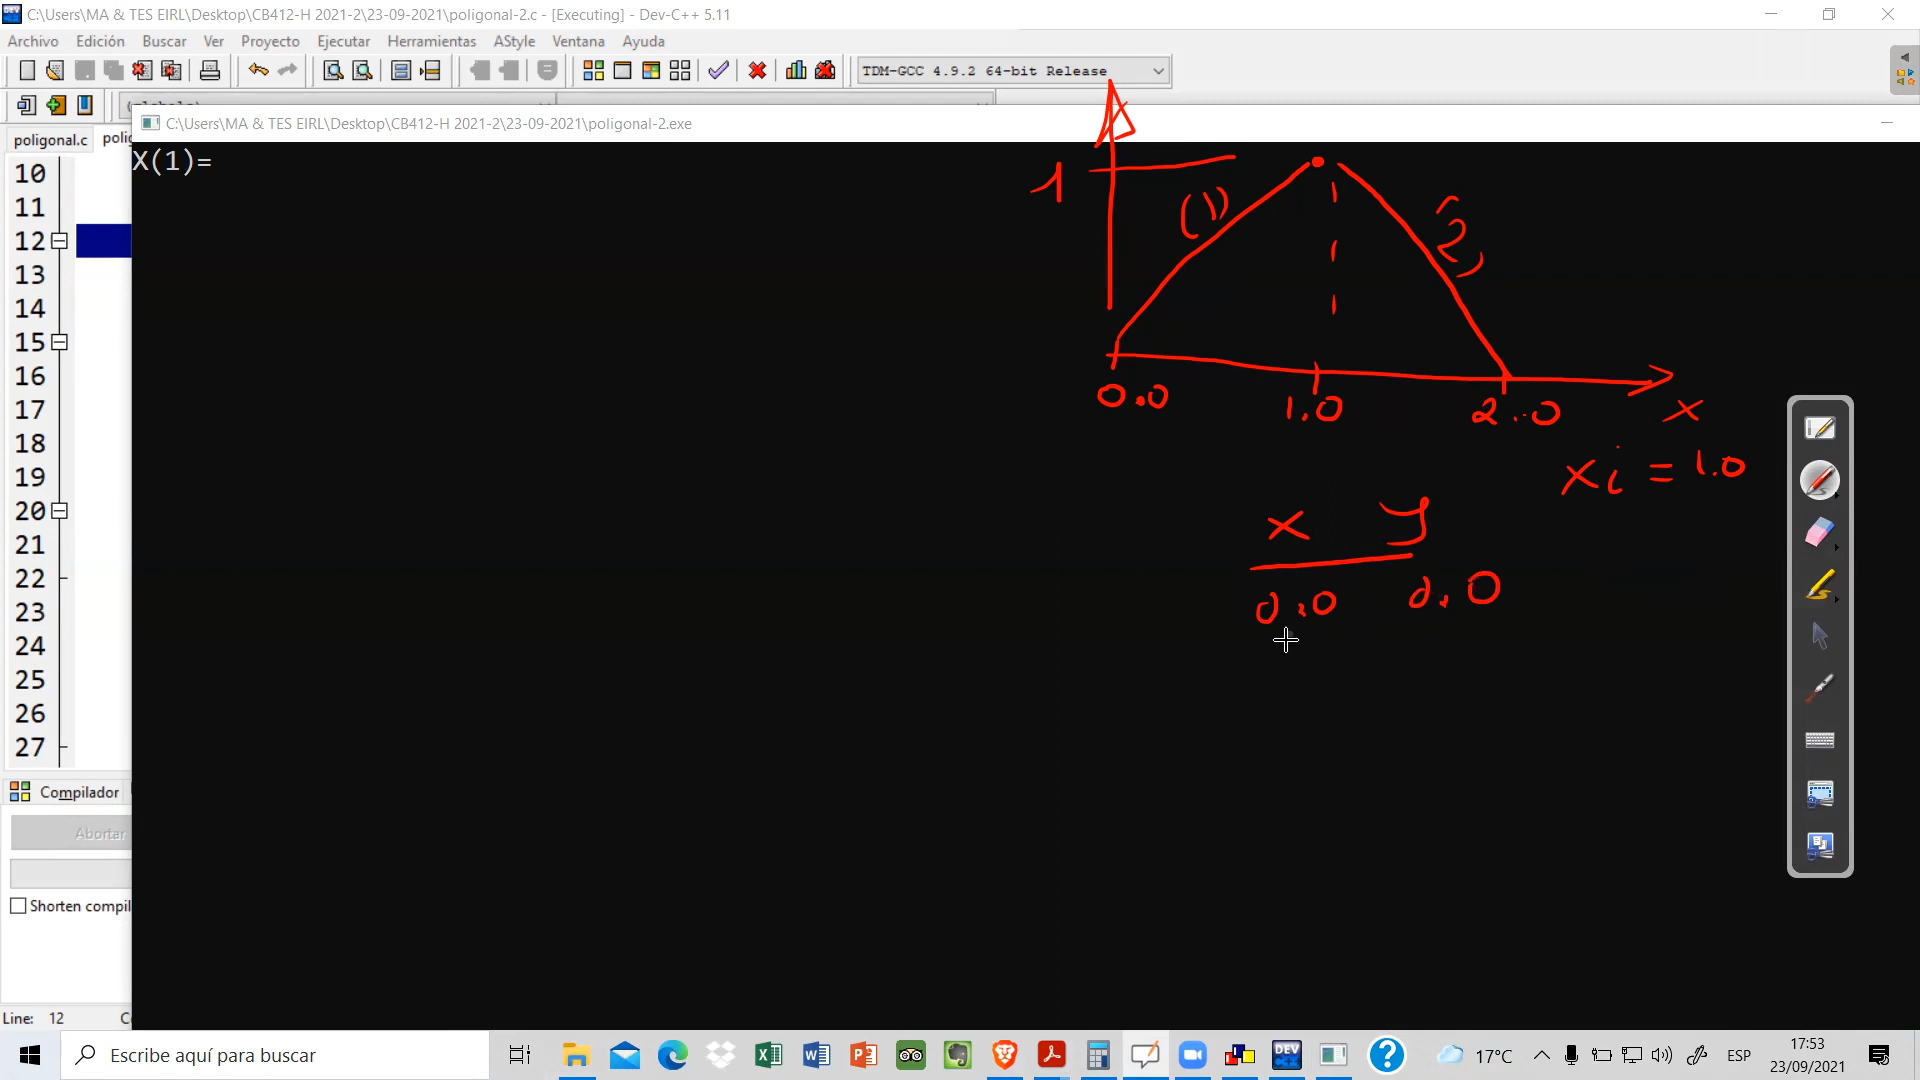 C:\Users\MA & TES EIRL\Desktop\CB412-H 2021-2\23-09-2021\poligonal-2.c - [Executing] - Dev-C++ 5.11
Archivo Edición Buscar Ver Proyecto Ejecutar Herramientas AStyle Ventana Ayuda
TDM-GCC 4.9.2 64-bit Release
C:\Users\MA & TES EIRL\Desktop\CB412-H 2021-2\23-09-2021\poligonal-2.exe
poligonal.c
X(1)=
1
(1)
(2)
0.0 1.0 2.0 x
xi = 1.0
x y
0.0 0.0
10
11
12
13
14
15
16
17
18
19
20
21
22
23
24
25
26
27
Compilador
Abortar
Shorten compil
Line: 12
Escribe aquí para buscar
17°C
ESP
17:53
23/09/2021